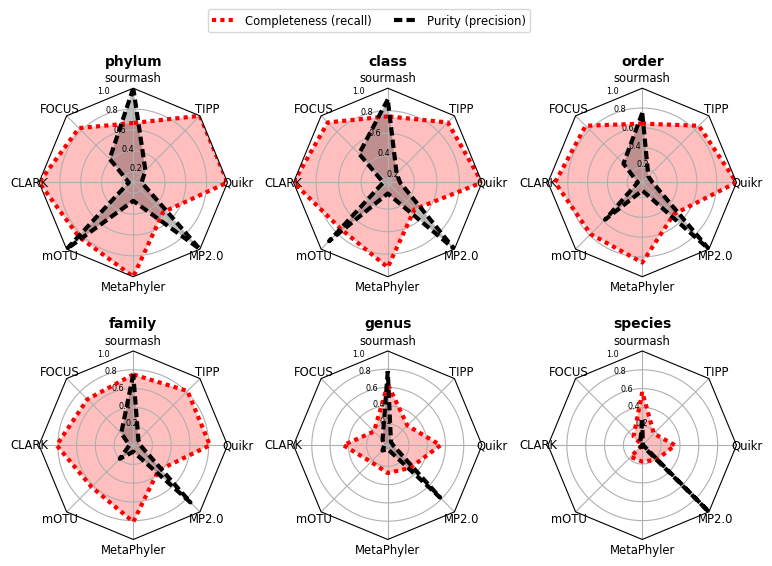 Completeness (recall) Purity (precision)
phylum
sourmash
1.0
FOCUS
TIPP
0.8
0.6
0.4
0.2
CLARK
Quikr
mOTU
MP2.0
MetaPhyler
class
sourmash
1.0
FOCUS
TIPP
0.8
0.6
0.4
CLARK
Quikr
mOTU
MP2.0
MetaPhyler
order
sourmash
1.0
FOCUS
TIPP
0.8
0.6
0.4
0.2
CLARK
Quikr
mOTU
MP2.0
MetaPhyler
family
sourmash
1.0
FOCUS
TIPP
0.8
0.6
0.4
0.2
CLARK
Quikr
mOTU
MP2.0
MetaPhyler
genus
sourmash
1.0
FOCUS
TIPP
0.8
0.6
0.4
0.2
CLARK
Quikr
mOTU
MP2.0
MetaPhyler
species
sourmash
1.0
FOCUS
TIPP
0.8
0.6
0.4
0.2
CLARK
Quikr
mOTU
MP2.0
MetaPhyler